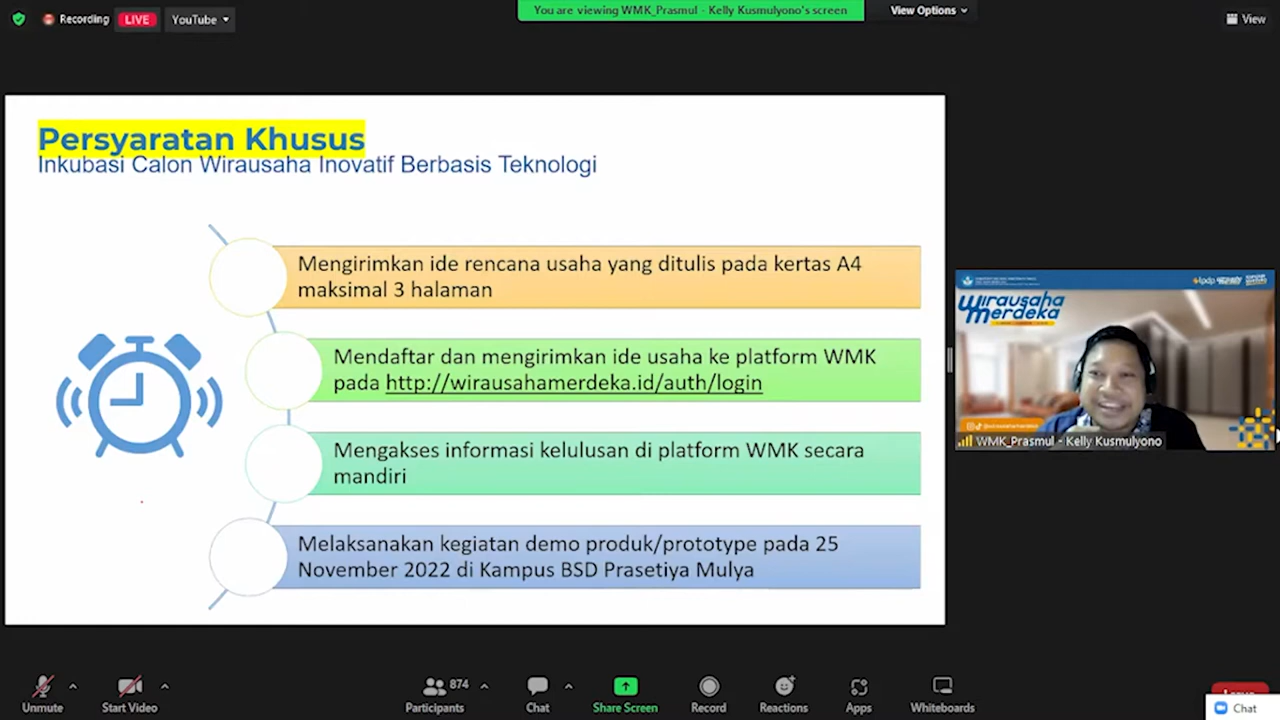 Recording
LIVE
YouTube
You are viewing WMK_Prasmul - Kelly Kusmulyono's screen
View Options
View
Persyaratan Khusus
Inkubasi Calon Wirausaha Inovatif Berbasis Teknologi
Mengirimkan ide rencana usaha yang ditulis pada kertas A4
maksimal 3 halaman
Mendaftar dan mengirimkan ide usaha ke platform WMK
pada http://wirausahamerdeka.id/auth/login
Mengakses informasi kelulusan di platform WMK secara
mandiri
Melaksanakan kegiatan demo produk/prototype pada 25
November 2022 di Kampus BSD Prasetiya Mulya
lpdp
wirausaha
merdeka
WMK_Prasmul - Kelly Kusmulyono
Unmute
Start Video
874
Participants
Chat
Share Screen
Record
Reactions
Apps
Whiteboards
Chat